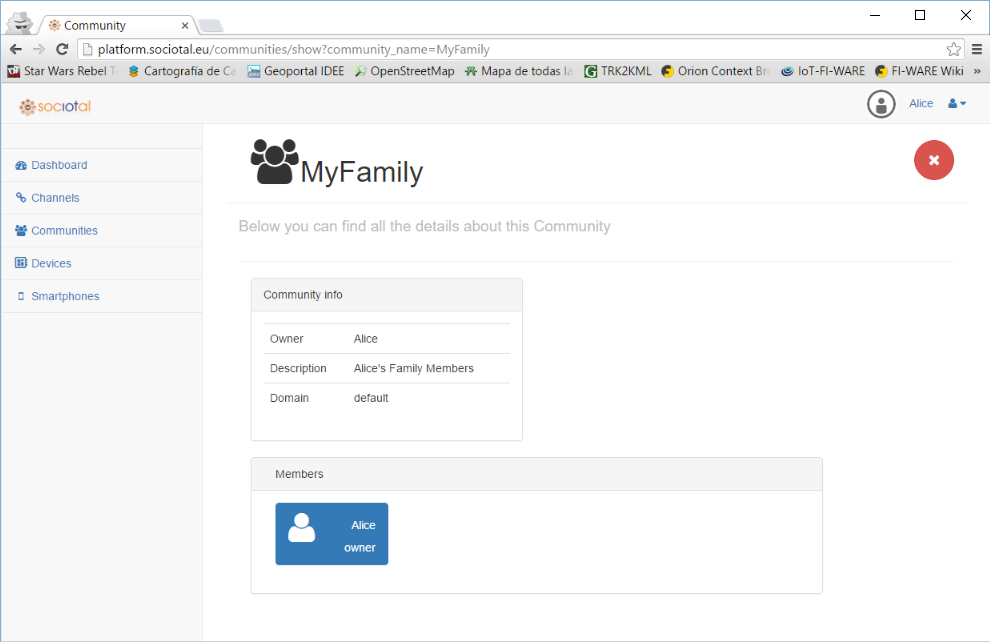 Community
platform.sociotal.eu/communities/show?community_name=MyFamily
Star Wars Rebel Cartografía de Ca Geoportal IDEE OpenStreetMap Mapa de todas la TRK2KML Orion Context Bro IoT-FI-WARE FI-WARE Wiki »
sociotal Alice
MyFamily
Dashboard
Channels
Communities
Devices
Smartphones
Below you can find all the details about this Community
Community info
Owner Alice
Description Alice's Family Members
Domain default
Members
Alice
owner